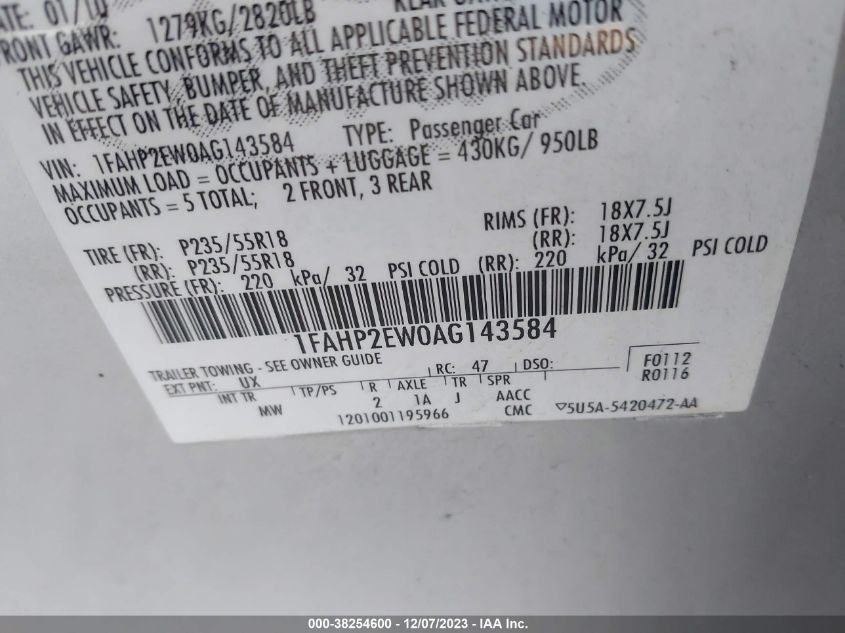 ATE: 01/10
FRONT GAWR: 1279KG/2820LB
THIS VEHICLE CONFORMS TO ALL APPLICABLE FEDERAL MOTOR
VEHICLE SAFETY, BUMPER, AND THEFT PREVENTION STANDARDS
IN EFFECT ON THE DATE OF MANUFACTURE SHOWN ABOVE.
VIN: 1FAHP2EW0AG143584 TYPE: Passenger Car
MAXIMUM LOAD = OCCUPANTS + LUGGAGE = 430KG/ 950LB
OCCUPANTS = 5 TOTAL; 2 FRONT, 3 REAR
TIRE (FR): P235/55R18 RIMS (FR): 18X7.5J
(RR): P235/55R18 (RR): 18X7.5J
PRESSURE (FR): 220 kPa/ 32 PSI COLD (RR): 220 kPa/ 32 PSI COLD
1FAHP2EW0AG143584
TRAILER TOWING - SEE OWNER GUIDE
EXT PNT: UX RC: 47 DSO: F0112
INT TR TP/PS R AXLE TR SPR R0116
MW 2 1A J AACC
1201001195966 CMC ▽5U5A-5420472-AA
000-38254600 - 12/07/2023 - IAA Inc.